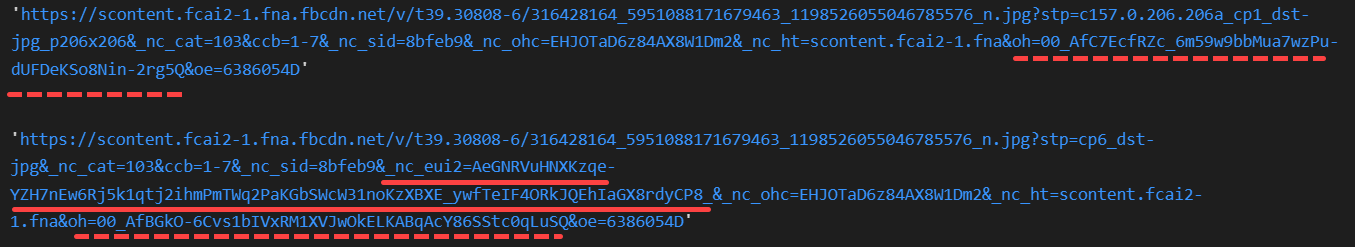 'https://scontent.fcai2-1.fna.fbcdn.net/v/t39.30808-6/316428164_5951088171679463_1198526055046785576_n.jpg?stp=c157.0.206.206a_cp1_dst-
jpg_p206x206&_nc_cat=103&ccb=1-7&_nc_sid=8bfeb9&_nc_ohc=EHJOTaD6z84AX8W1Dm2&_nc_ht=scontent.fcai2-1.fna&oh=00_AfC7EcfRZc_6m59w9bbMua7wzPu-
dUFDeKSo8Nin-2rg5Q&oe=6386054D'
'https://scontent.fcai2-1.fna.fbcdn.net/v/t39.30808-6/316428164_5951088171679463_1198526055046785576_n.jpg?stp=cp6_dst-
jpg&_nc_cat=103&ccb=1-7&_nc_sid=8bfeb9&_nc_eui2=AeGNRVuHNXKzqe-
YZH7nEw6Rj5k1qtj2ihmPmTWq2PaKGbSWcW31noKzXBXE_ywfTeIF4ORkJQEhIaGX8rdyCP8_&_nc_ohc=EHJOTaD6z84AX8W1Dm2&_nc_ht=scontent.fcai2-
1.fna&oh=00_AfBGkO-6Cvs1bIVxRM1XVJwOkELKABqAcY86SStc0qLuSQ&oe=6386054D'